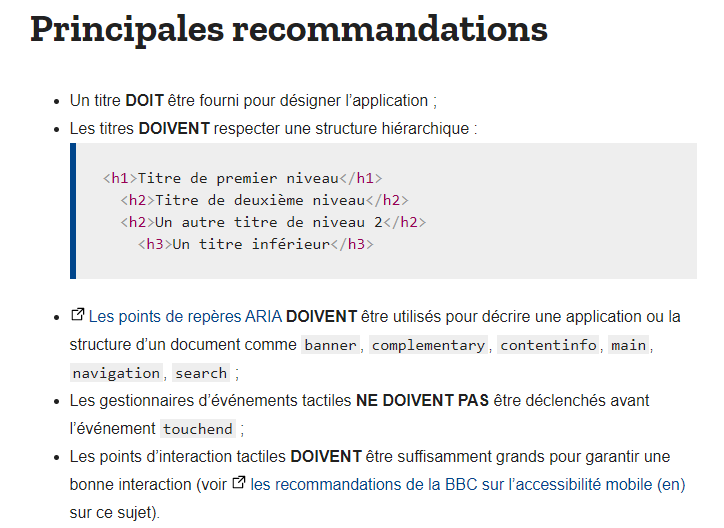 Principales recommandations
• Un titre DOIT être fourni pour désigner l’application ;
• Les titres DOIVENT respecter une structure hiérarchique :
<h1>Titre de premier niveau</h1>
<h2>Titre de deuxième niveau</h2>
<h2>Un autre titre de niveau 2</h2>
<h3>Un titre inférieur</h3>
• Les points de repères ARIA DOIVENT être utilisés pour décrire une application ou la
structure d’un document comme banner, complementary, contentinfo, main,
navigation, search ;
• Les gestionnaires d’événements tactiles NE DOIVENT PAS être déclenchés avant
l’événement touchend ;
• Les points d’interaction tactiles DOIVENT être suffisamment grands pour garantir une
bonne interaction (voir les recommandations de la BBC sur l’accessibilité mobile (en)
sur ce sujet).